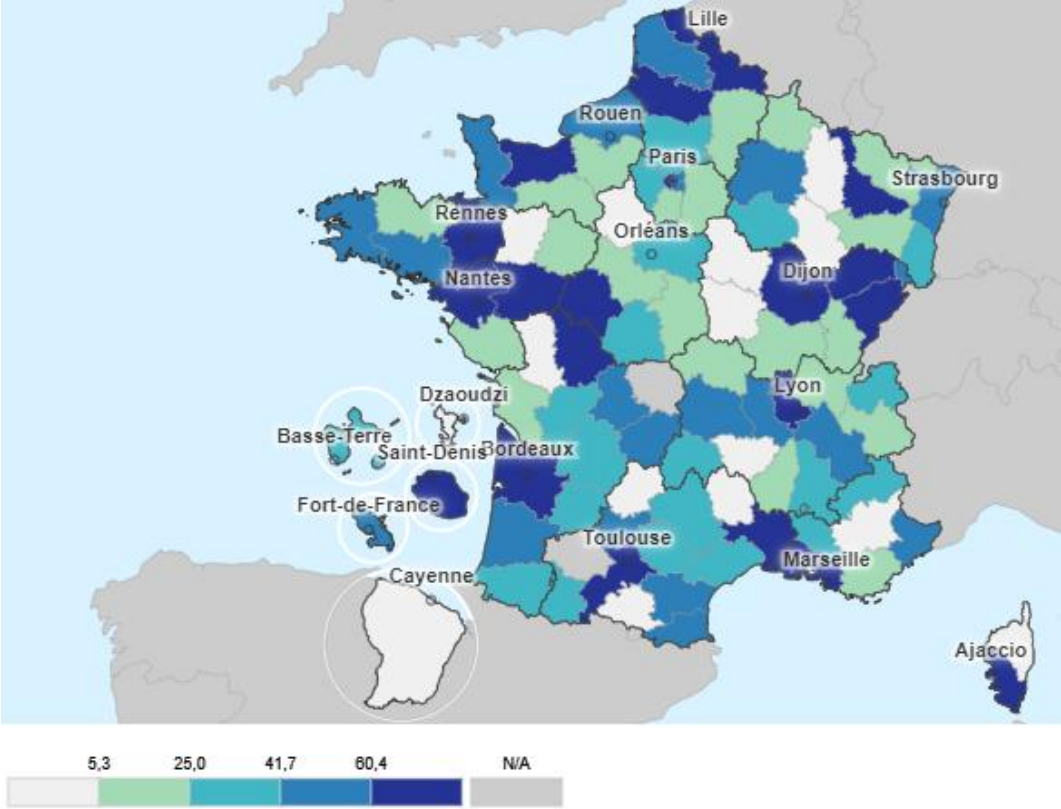 Lille
Rouen
Paris
Strasbourg
Rennes
Orléans
Nantes
Dijon
Lyon
Dzaoudzi
Basse-Terre
Saint-Denis
Bordeaux
Fort-de-France
Toulouse
Marseille
Cayenne
Ajaccio
5,3 25,0 41,7 60,4 N/A